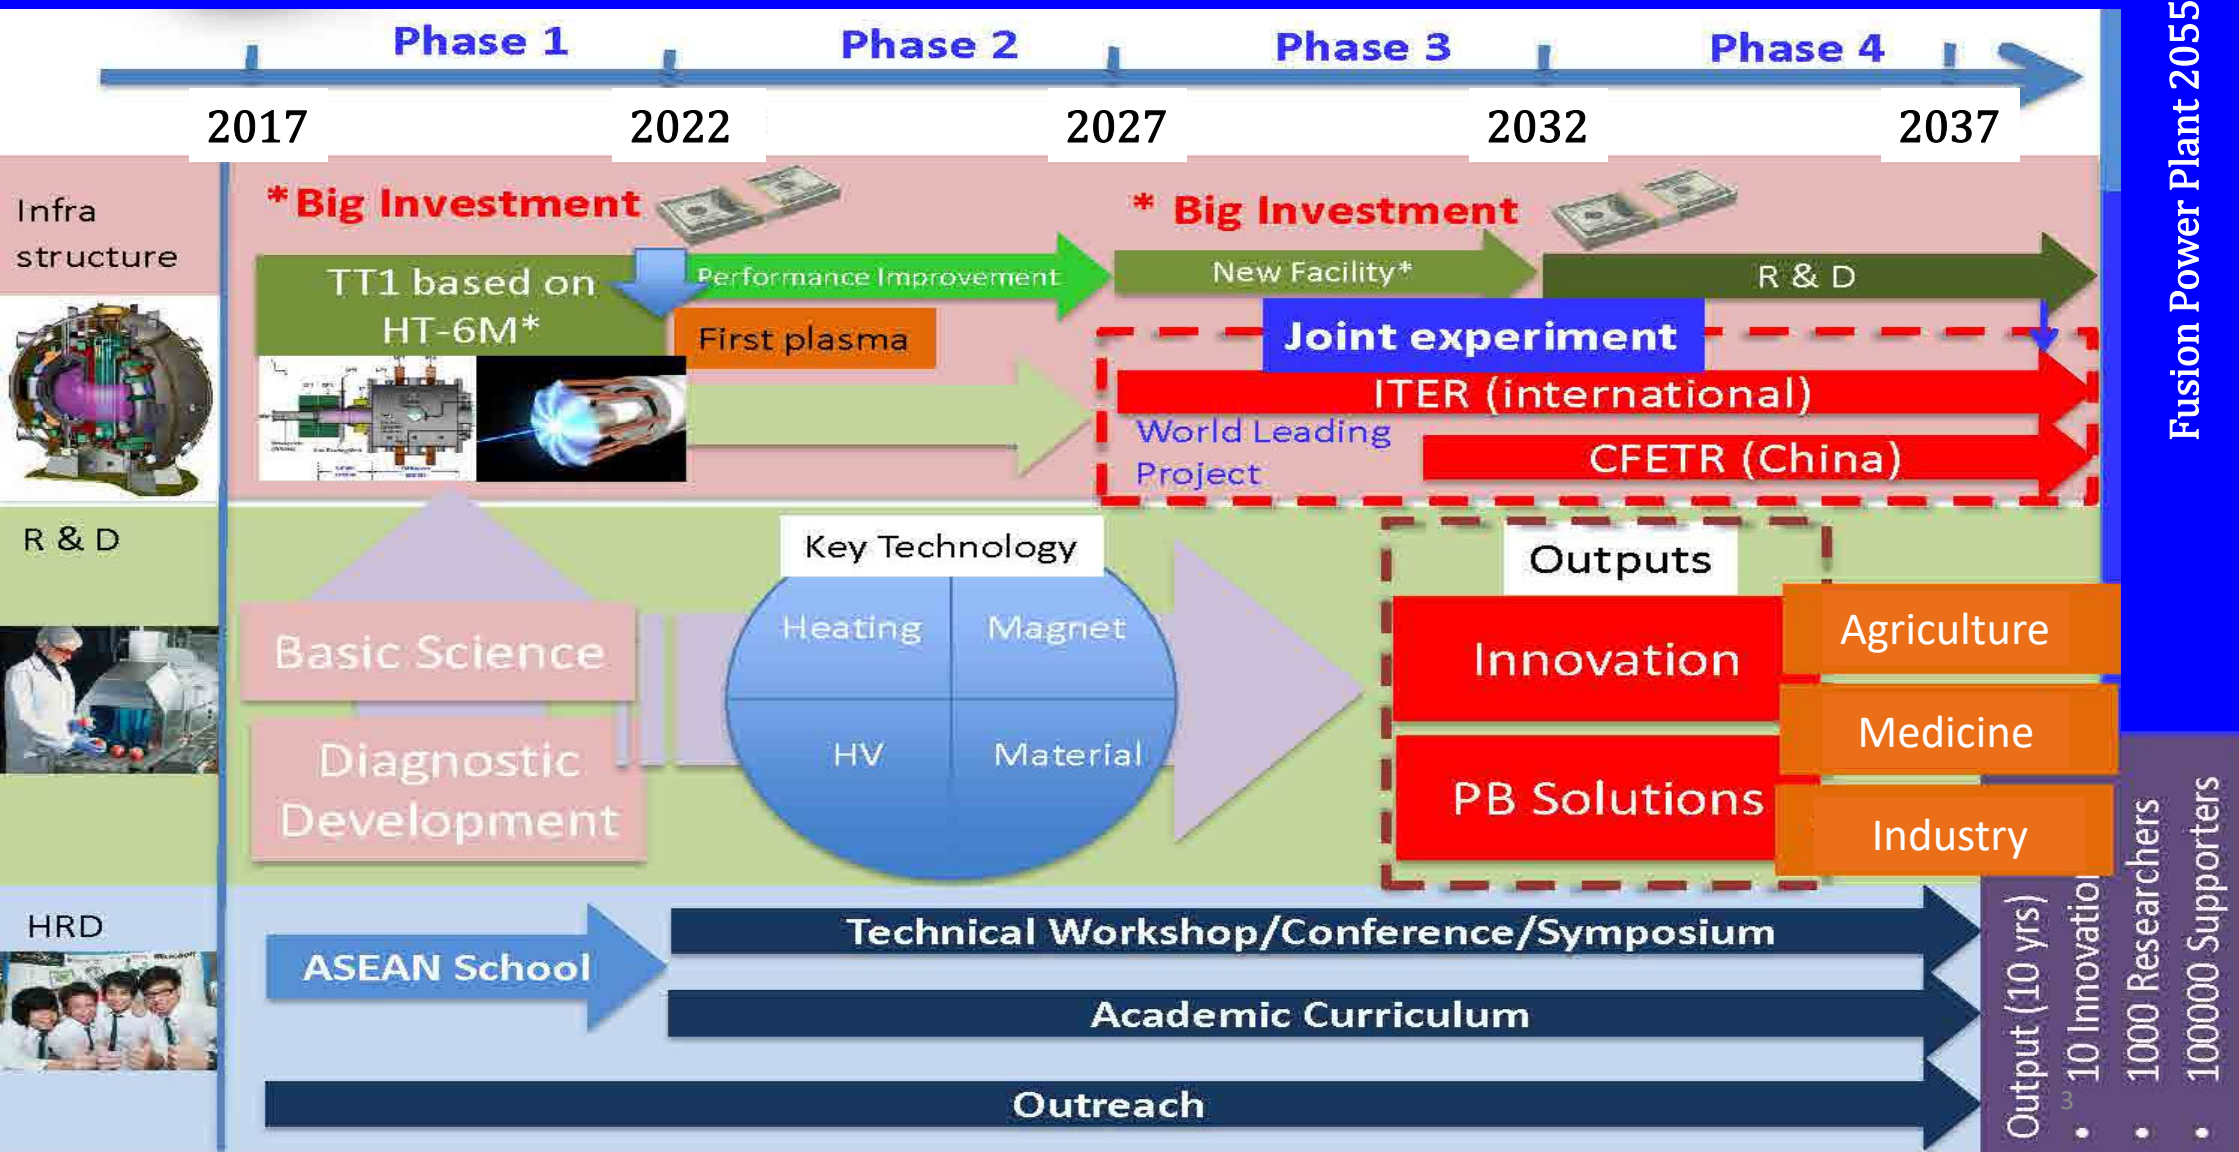 Phase 1
Phase 2
Phase 3
Phase 4
2017
2022
2027
2032
2037
Fusion Power Plant 2055
Infra
structure
*Big Investment
* Big Investment
TT1 based on
HT-6M*
Performance Improvement
New Facility*
R & D
First plasma
Joint experiment
ITER (international)
World Leading
Project
CFETR (China)
R & D
Key Technology
Heating
Magnet
HV
Material
Basic Science
Diagnostic
Development
Outputs
Innovation
PB Solutions
Agriculture
Medicine
Industry
HRD
ASEAN School
Technical Workshop/Conference/Symposium
Academic Curriculum
Outreach
Output (10 yrs)
• 10 Innovation
• 1000 Researchers
• 100000 Supporters
3